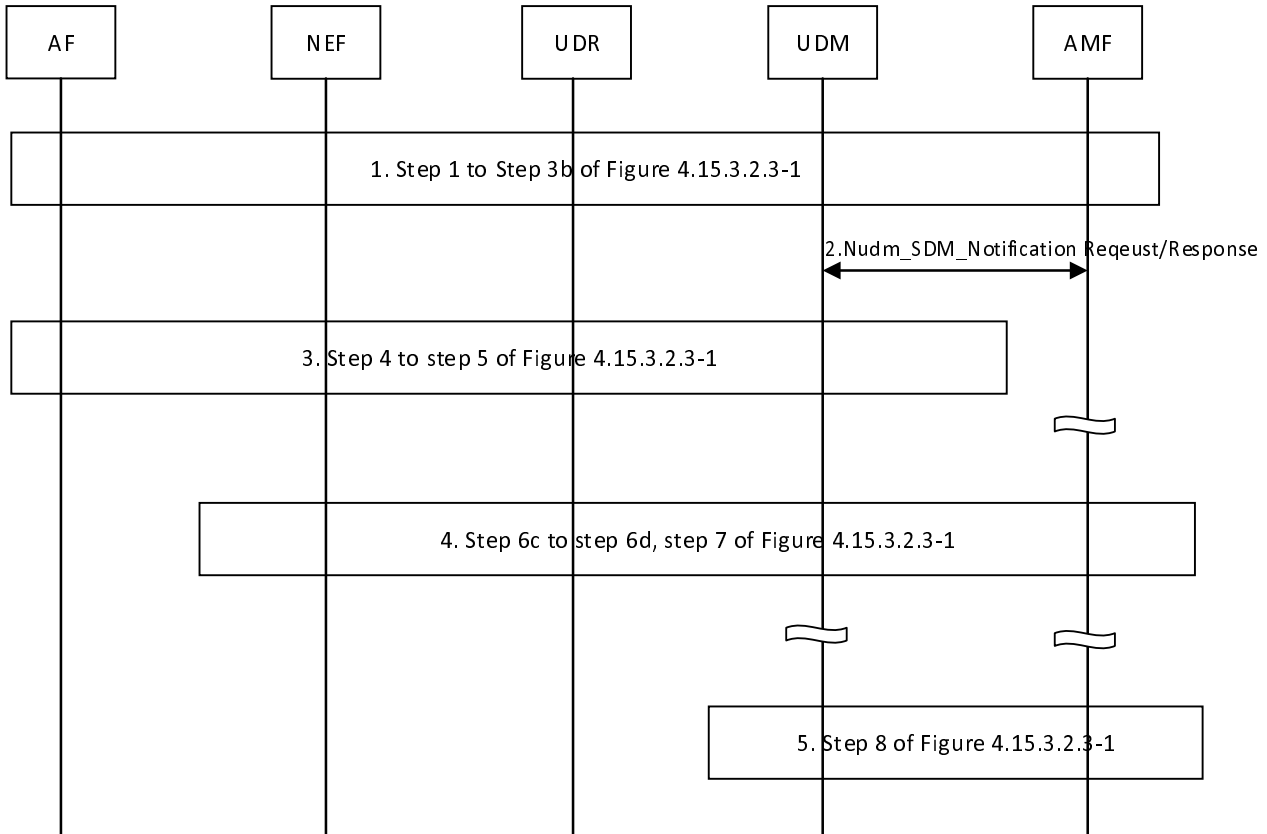 AF
NEF
UDR
UDM
AMF
1. Step 1 to Step 3b of Figure 4.15.3.2.3-1
2.Nudm_SDM_Notification Reqeust/Response
3. Step 4 to step 5 of Figure 4.15.3.2.3-1
4. Step 6c to step 6d, step 7 of Figure 4.15.3.2.3-1
5. Step 8 of Figure 4.15.3.2.3-1